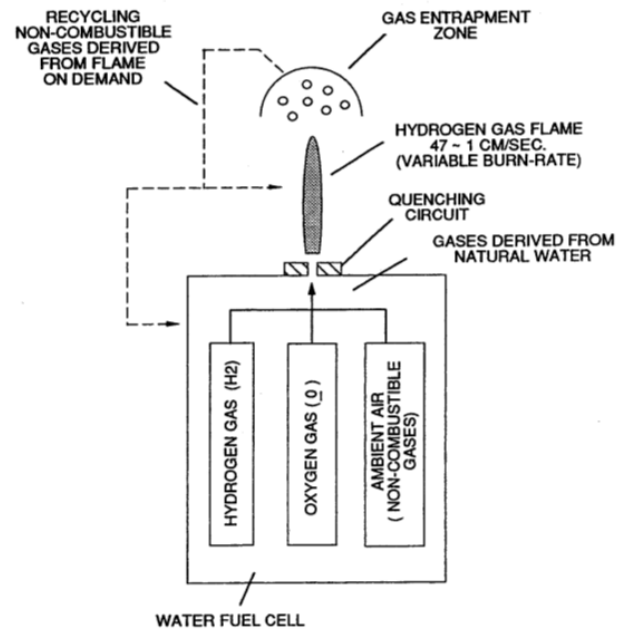 RECYCLING
NON-COMBUSTIBLE
GASES DERIVED
FROM FLAME
ON DEMAND
GAS ENTRAPMENT
ZONE
HYDROGEN GAS FLAME
47 ~ 1 CM/SEC.
(VARIABLE BURN-RATE)
QUENCHING
CIRCUIT
GASES DERIVED FROM
NATURAL WATER
HYDROGEN GAS (H2)
OXYGEN GAS (O)
AMBIENT AIR
( NON-COMBUSTIBLE
GASES)
WATER FUEL CELL